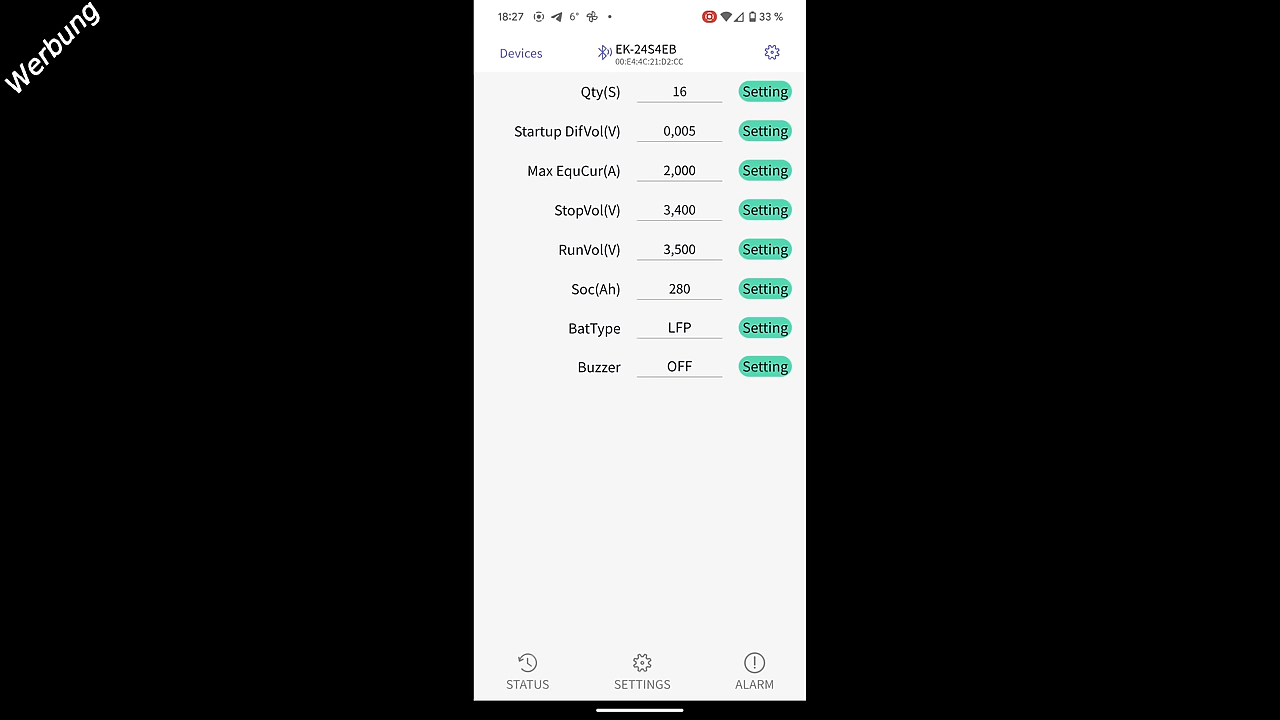 Werbung
18:27 6° 33 %
Devices EK-24S4EB
00:E4:4C:21:D2:CC
Qty(S) 16 Setting
Startup DifVol(V) 0,005 Setting
Max EquCur(A) 2,000 Setting
StopVol(V) 3,400 Setting
RunVol(V) 3,500 Setting
Soc(Ah) 280 Setting
BatType LFP Setting
Buzzer OFF Setting
STATUS SETTINGS ALARM